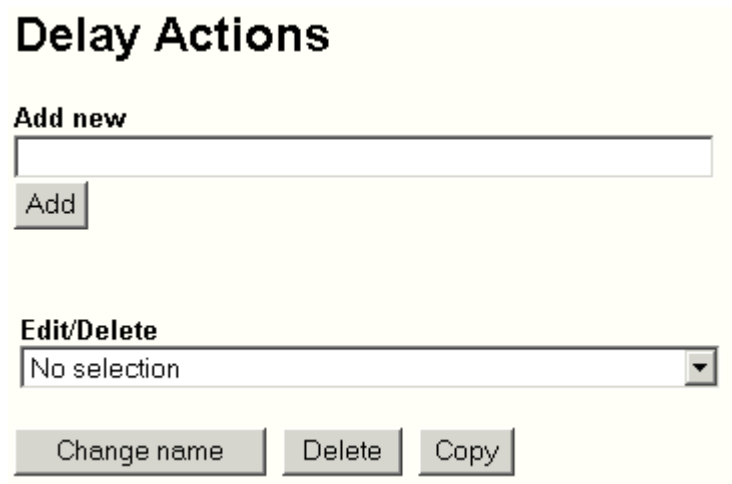 Delay Actions
Add new
Add
Edit/Delete
No selection
Change name Delete Copy